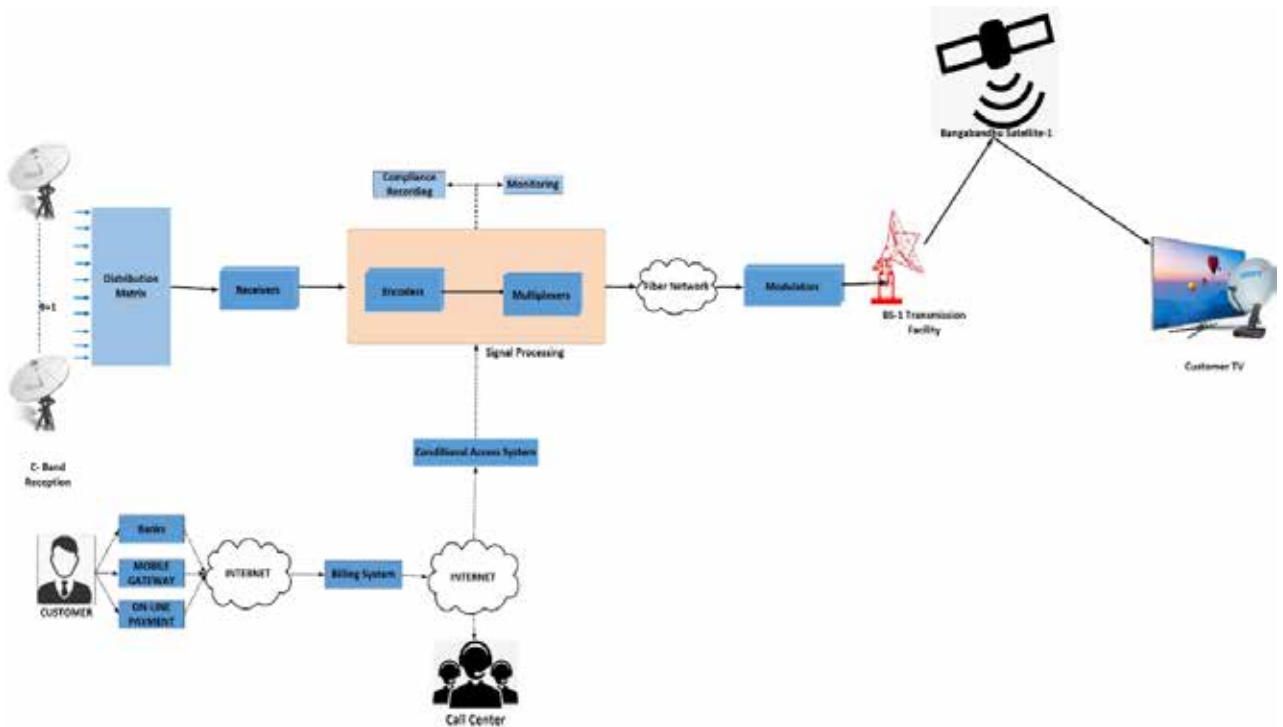 Bangabandhu Satellite-1
Compliance
Recording
Monitoring
Distribution
Matrix
Receivers
Encoders
Multiplexers
Signal Processing
Fiber Network
Modulators
BS-1 Transmission
Facility
Customer TV
C- Band
Reception
Conditional Access System
Banks
MOBILE
GATEWAY
ON-LINE
PAYMENT
CUSTOMER
INTERNET
Billing System
INTERNET
Call Center